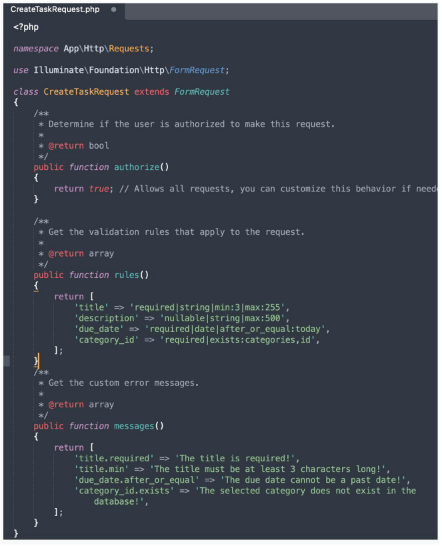 CreateTaskRequest.php
<?php
namespace App\Http\Requests;
use Illuminate\Foundation\Http\FormRequest;
class CreateTaskRequest extends FormRequest
{
/**
* Determine if the user is authorized to make this request.
*
* @return bool
*/
public function authorize()
{
return true; // Allows all requests, you can customize this behavior if neede
}
/**
* Get the validation rules that apply to the request.
*
* @return array
*/
public function rules()
{
return [
'title' => 'required|string|min:3|max:255',
'description' => 'nullable|string|max:500',
'due_date' => 'required|date|after_or_equal:today',
'category_id' => 'required|exists:categories,id',
];
}
/**
* Get the custom error messages.
*
* @return array
*/
public function messages()
{
return [
'title.required' => 'The title is required!',
'title.min' => 'The title must be at least 3 characters long!',
'due_date.after_or_equal' => 'The due date cannot be a past date!',
'category_id.exists' => 'The selected category does not exist in the
database!',
];
}
}